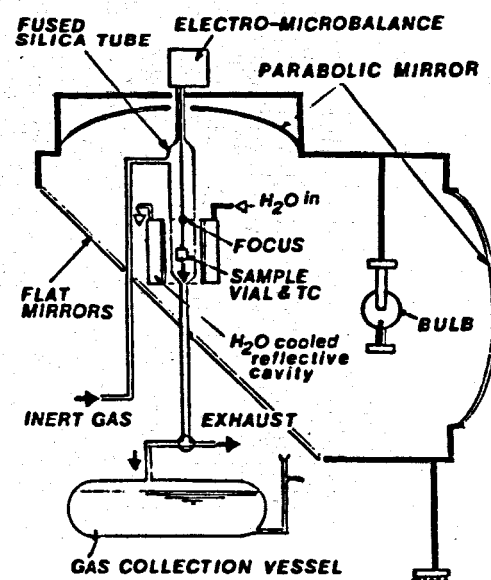 FUSED
SILICA TUBE
ELECTRO-MICROBALANCE
PARABOLIC MIRROR
H₂O in
FOCUS
SAMPLE
VIAL & TC
FLAT
MIRRORS
BULB
H₂O cooled
reflective
cavity
INERT GAS
EXHAUST
GAS COLLECTION VESSEL